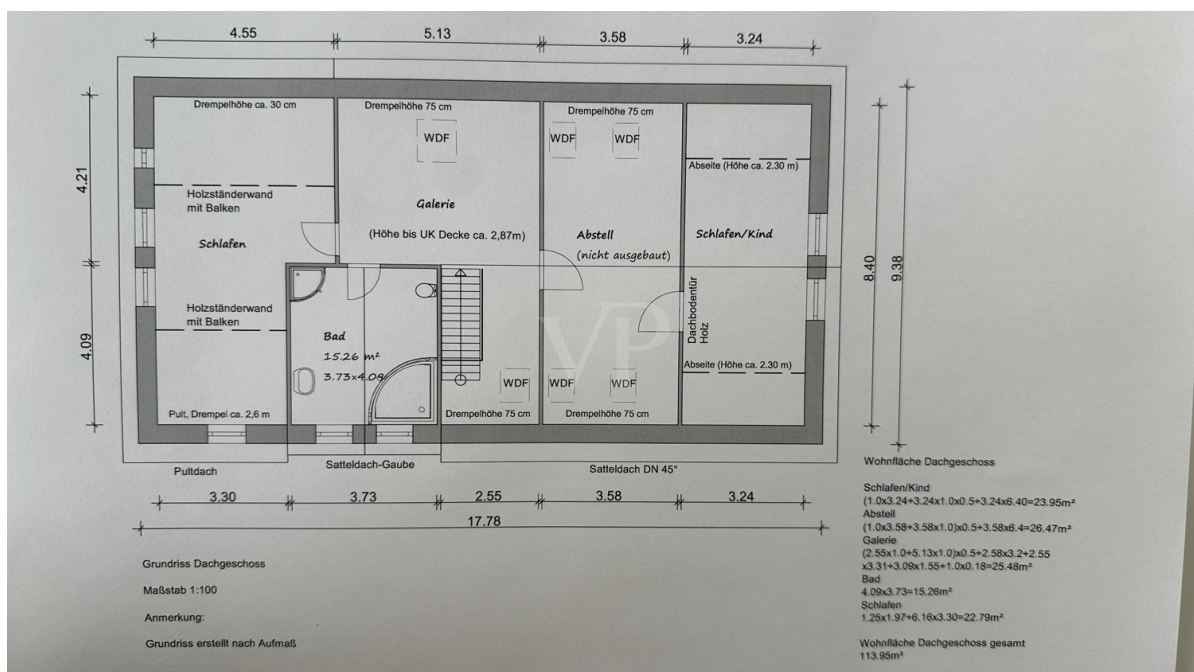 4.55
5.13
3.58
3.24
Drempelhöhe ca. 30 cm
Drempelhöhe 75 cm
Drempelhöhe 75 cm
WDF
WDF
WDF
Abseite (Höhe ca. 2.30 m)
4.21
Holzständerwand
mit Balken
Galerie
Schlafen
(Höhe bis UK Decke ca. 2,87m)
Abstell
(nicht ausgebaut)
Schlafen/Kind
8.40
9.38
Holzständerwand
mit Balken
Dachbodentür
Holz
VP
4.09
Bad
15.26 m²
3.73x4.09
WDF
WDF
WDF
Abseite (Höhe ca. 2.30 m)
Pult, Drempel ca. 2,6 m
Drempelhöhe 75 cm
Drempelhöhe 75 cm
Pultdach
Satteldach-Gaube
Satteldach DN 45°
3.30
3.73
2.55
3.58
3.24
17.78
Grundriss Dachgeschoss
Maßstab 1:100
Anmerkung:
Grundriss erstellt nach Aufmaß
Wohnfläche Dachgeschoss
Schlafen/Kind
(1.0x3.24+3.24x1.0x0.5+3.24x6.40=23.95m²
Abstell
(1.0x3.58+3.58x1.0)x0.5+3.58x6.4=26.47m²
Galerie
(2.55x1.0+5.13x1.0)x0.5+2.58x3.2+2.55
x3.31+3.09x1.55+1.0x0.18=25.48m²
Bad
4.09x3.73=15.26m²
Schlafen
1.25x1.97+6.16x3.30=22.79m²
Wohnfläche Dachgeschoss gesamt
113.95m²